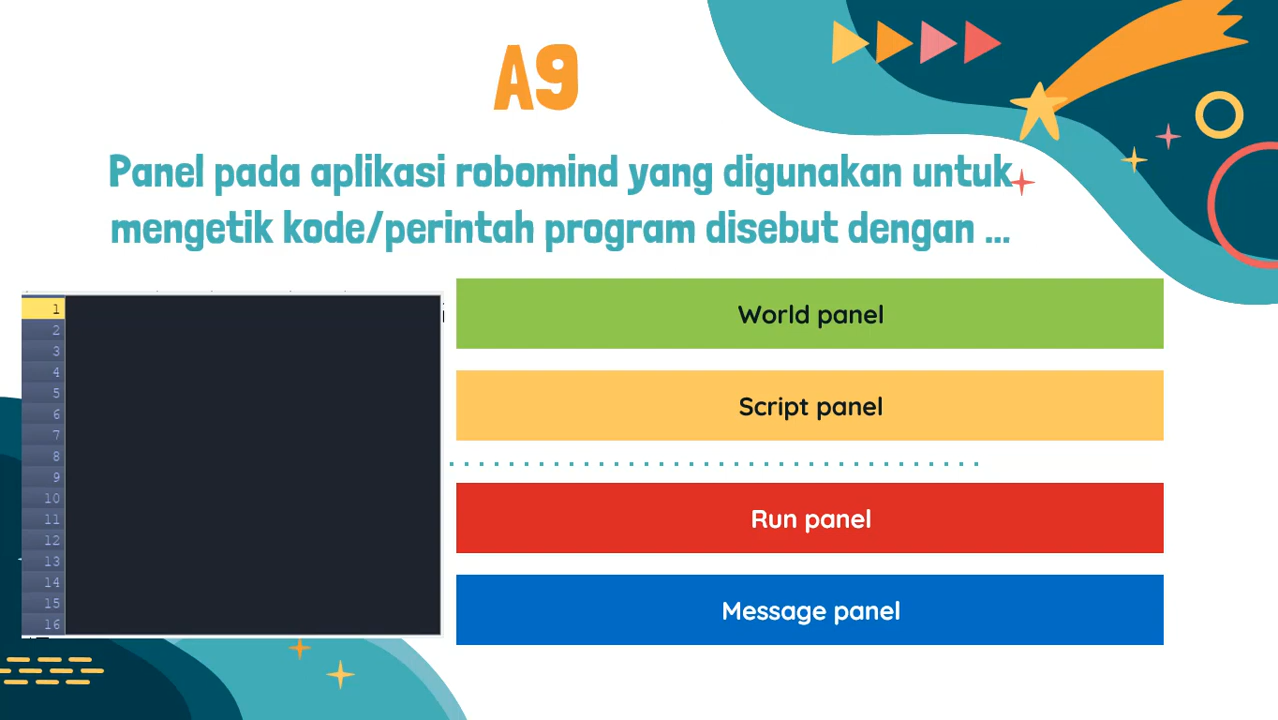 A9
Panel pada aplikasi robomind yang digunakan untuk
mengetik kode/perintah program disebut dengan ...
1
2
3
4
5
6
7
8
9
10
11
12
13
14
15
16
World panel
Script panel
Run panel
Message panel